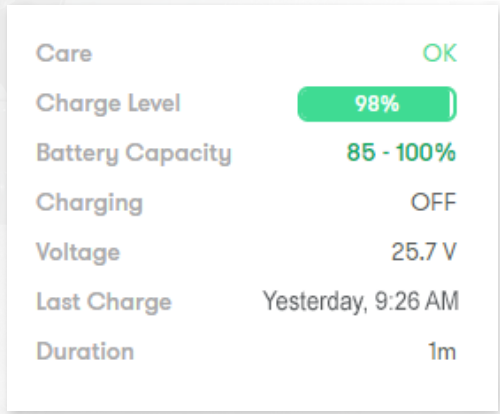 Care OK
Charge Level 98%
Battery Capacity 85 - 100%
Charging OFF
Voltage 25.7 V
Last Charge Yesterday, 9:26 AM
Duration 1m